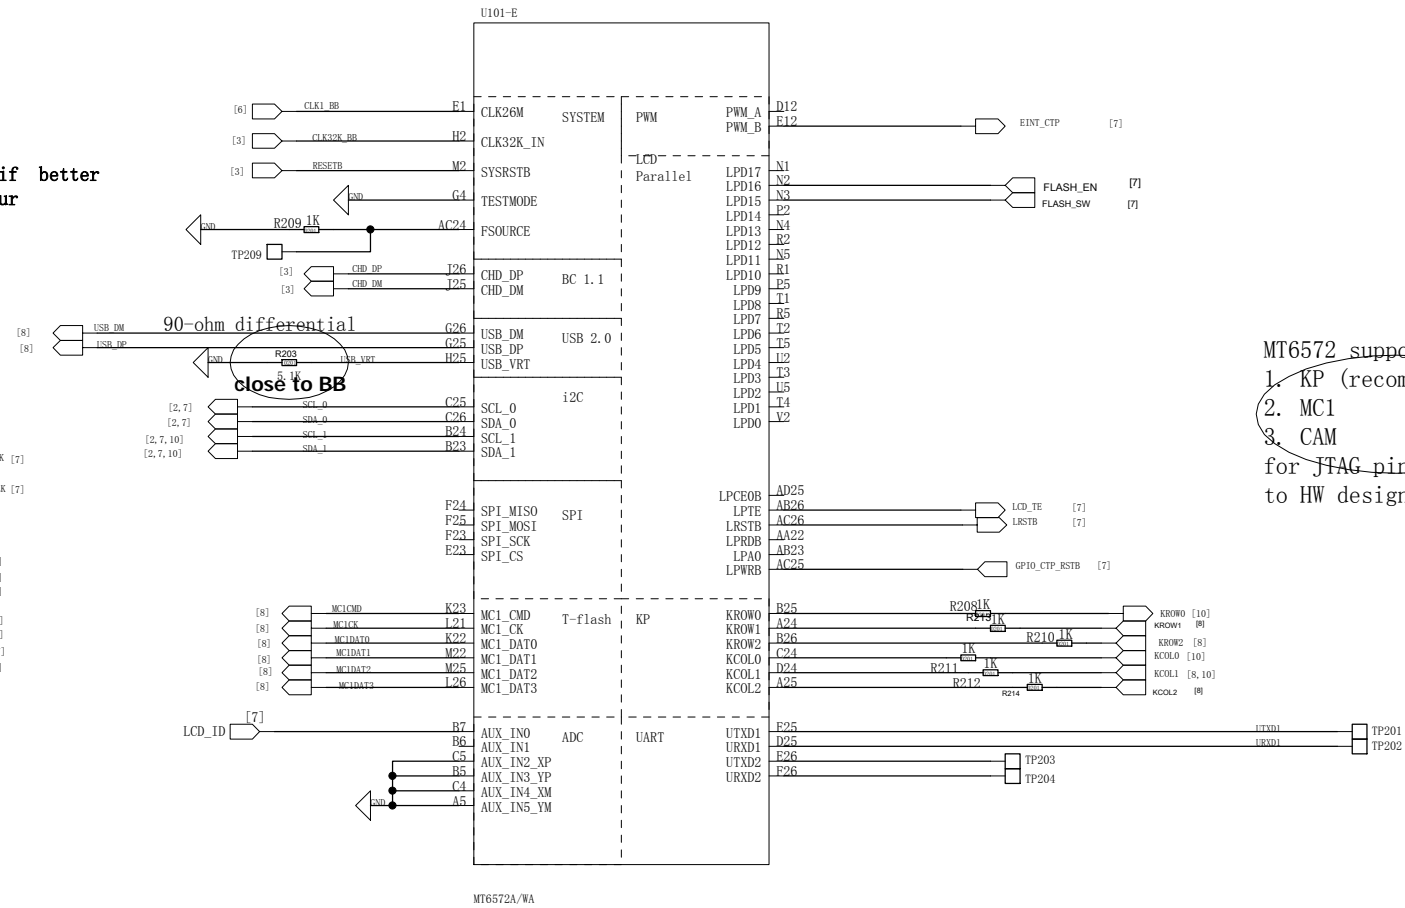 U101-E
if better
ur
[6] CLK1_BB E1 CLK26M SYSTEM PWM PWM_A D12
PWM_B E12 EINT_CTP [7]
[3] CLK32K_BB H2 CLK32K_IN
LCD
Parallel
[3] RESETB M2 SYSRSTB LPD17 N1
LPD16 N2 FLASH_EN [7]
GND G4 TESTMODE LPD15 N3 FLASH_SW [7]
LPD14 P2
GND R209 1K AC24 FSOURCE LPD13 N4
LPD12 R2
TP209 LPD11 N5
[3] CHD_DP J26 CHD_DP BC 1.1 LPD10 R1
[3] CHD_DM J25 CHD_DM LPD9 P5
LPD8 T1
90-ohm differential LPD7 R5
[8] USB_DM G26 USB_DM USB 2.0 LPD6 T2
[8] USB_DP G25 USB_DP LPD5 T5
GND R203 5.1K USB_VRT H25 USB_VRT LPD4 U2
close to BB LPD3 T3
i2C LPD2 U5
[2,7] SCL_0 C25 SCL_0 LPD1 T4
[2,7] SDA_0 C26 SDA_0 LPD0 V2
[2,7,10] SCL_1 B24 SCL_1
[2,7,10] SDA_1 B23 SDA_1
MT6572 suppo
1. KP (recom
2. MC1
3. CAM
for JTAG pin
to HW design
K [7]
K [7]
LPCE0B AD25
F24 SPI_MISO SPI LPTE AB26 LCD_TE [7]
F25 SPI_MOSI LRSTB AC26 LRSTB [7]
F23 SPI_SCK LPRDB AA22
E23 SPI_CS LPA0 AB23
LPWRB AC25 GPIO_CTP_RSTB [7]
[8] MC1CMD K23 MC1_CMD T-flash KP KROW0 B25 R208 1K KROW0 [10]
[8] MC1CK L21 MC1_CK KROW1 A24 R213 1K KROW1 [8]
[8] MC1DAT0 K22 MC1_DAT0 KROW2 B26 R210 1K KROW2 [8]
[8] MC1DAT1 M22 MC1_DAT1 KCOL0 C24 R211 1K KCOL0 [10]
[8] MC1DAT2 M25 MC1_DAT2 KCOL1 D24 R212 1K KCOL1 [8,10]
[8] MC1DAT3 L26 MC1_DAT3 KCOL2 A25 R214 1K KCOL2 [8]
LCD_ID [7] B7 AUX_IN0 ADC UART UTXD1 E25 UTXD1 TP201
B6 AUX_IN1 URXD1 D25 URXD1 TP202
C5 AUX_IN2_XP UTXD2 E26 TP203
B5 AUX_IN3_YP URXD2 F26 TP204
C4 AUX_IN4_XM
GND A5 AUX_IN5_YM
MT6572A/WA